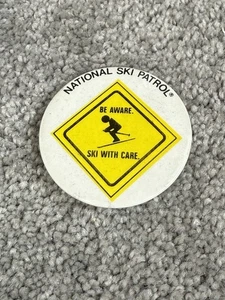 NATIONAL SKI PATROL®
BE AWARE.
SKI WITH CARE.